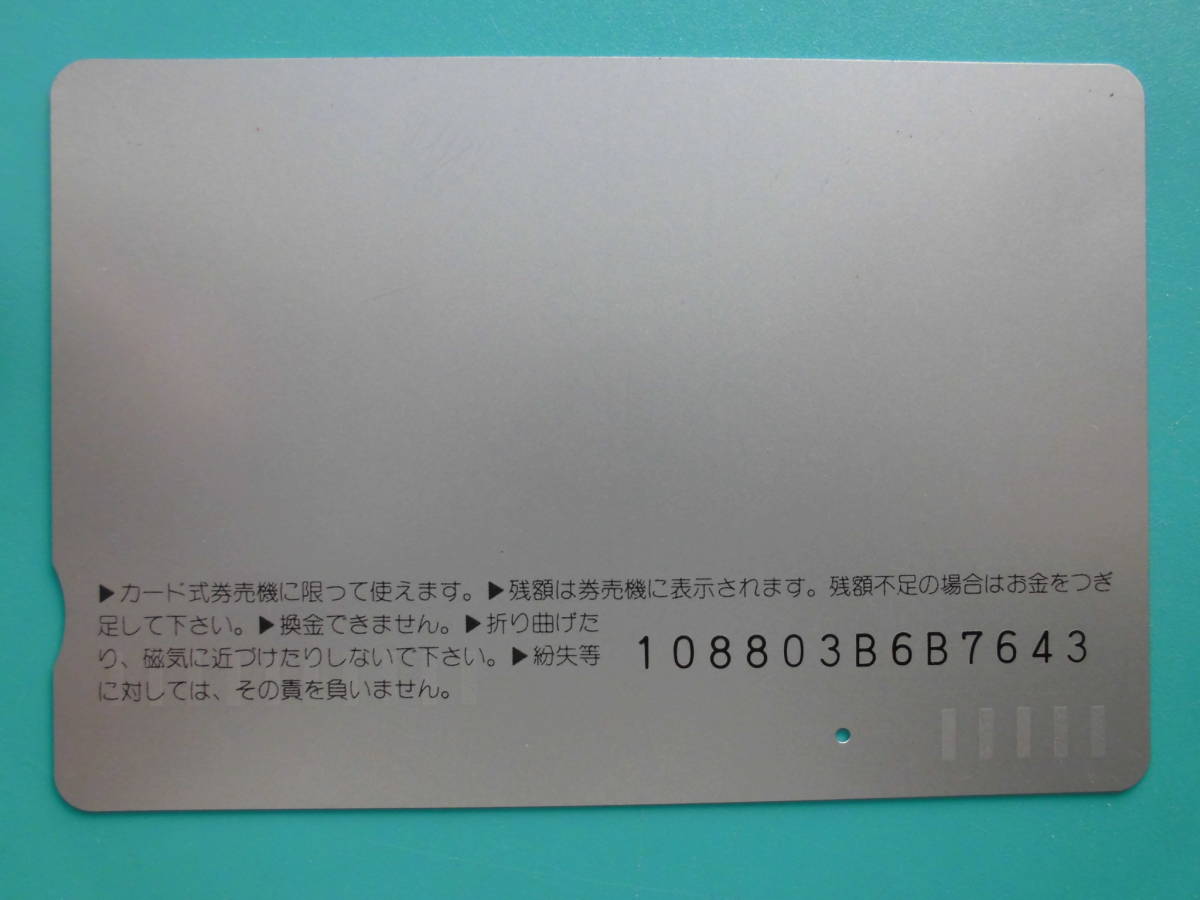 ▶カード式券売機に限って使えます。▶残額は券売機に表示されます。残額不足の場合はお金をつぎ
足して下さい。▶換金できません。▶折り曲げた
り、磁気に近づけたりしないで下さい。▶紛失等
に対しては、その責を負いません。
108803B6B7643